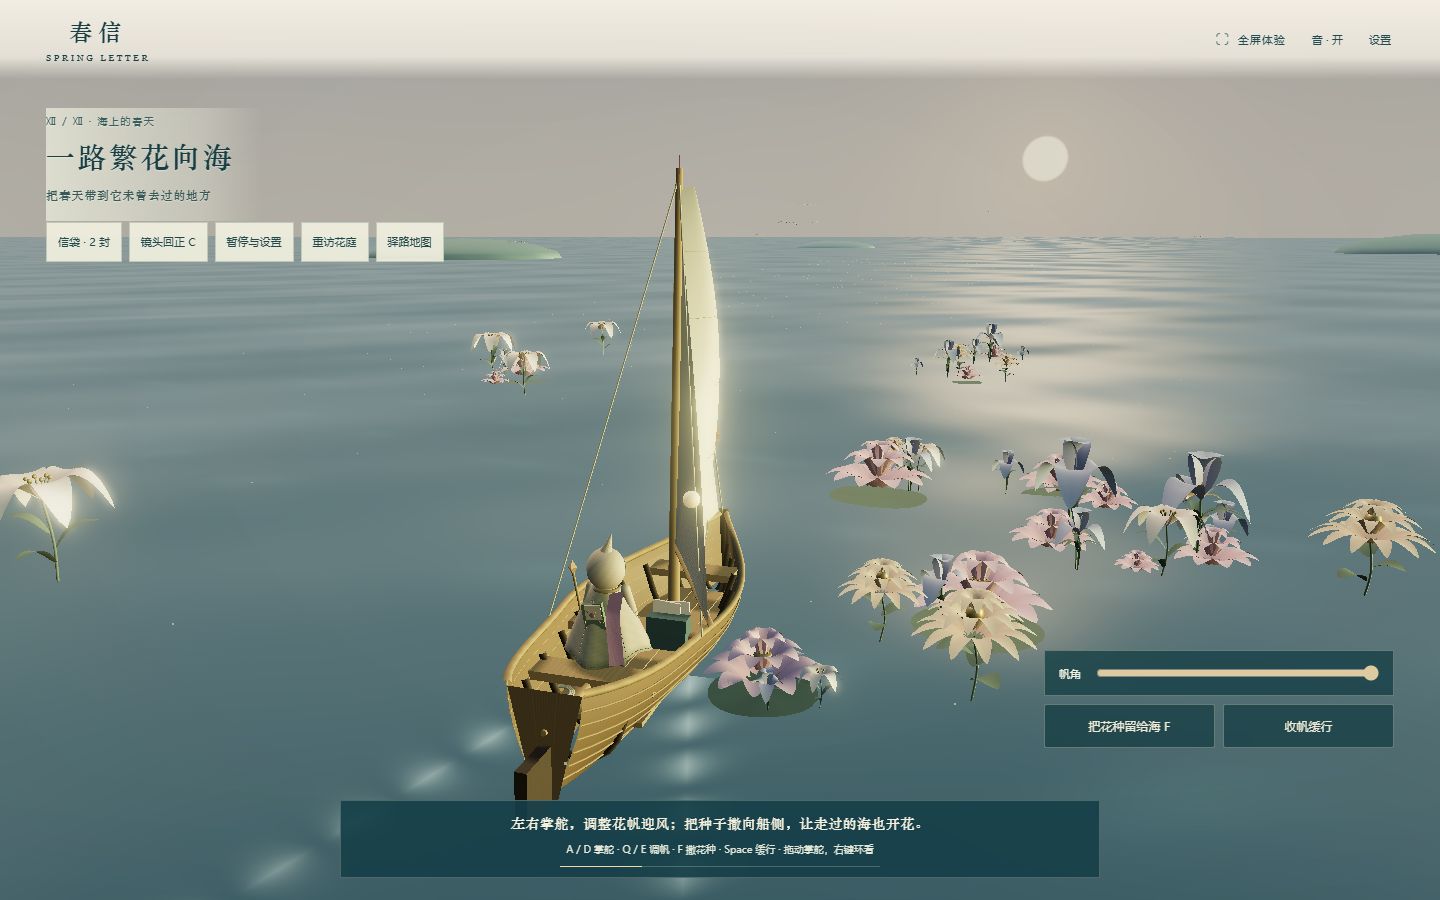 春信
SPRING LETTER
全屏体验
音·开
设置
Ⅻ / Ⅻ · 海上的春天
一路繁花向海
把春天带到它未曾去过的地方
信袋 · 2 封
镜头回正 C
暂停与设置
重访花庭
驿路地图
帆角
把花种留给海 F
收帆缓行
左右掌舵，调整花帆迎风；把种子撒向船侧，让走过的海也开花。
A / D 掌舵 · Q / E 调帆 · F 撒花种 · Space 缓行 · 拖动掌舵，右键环看